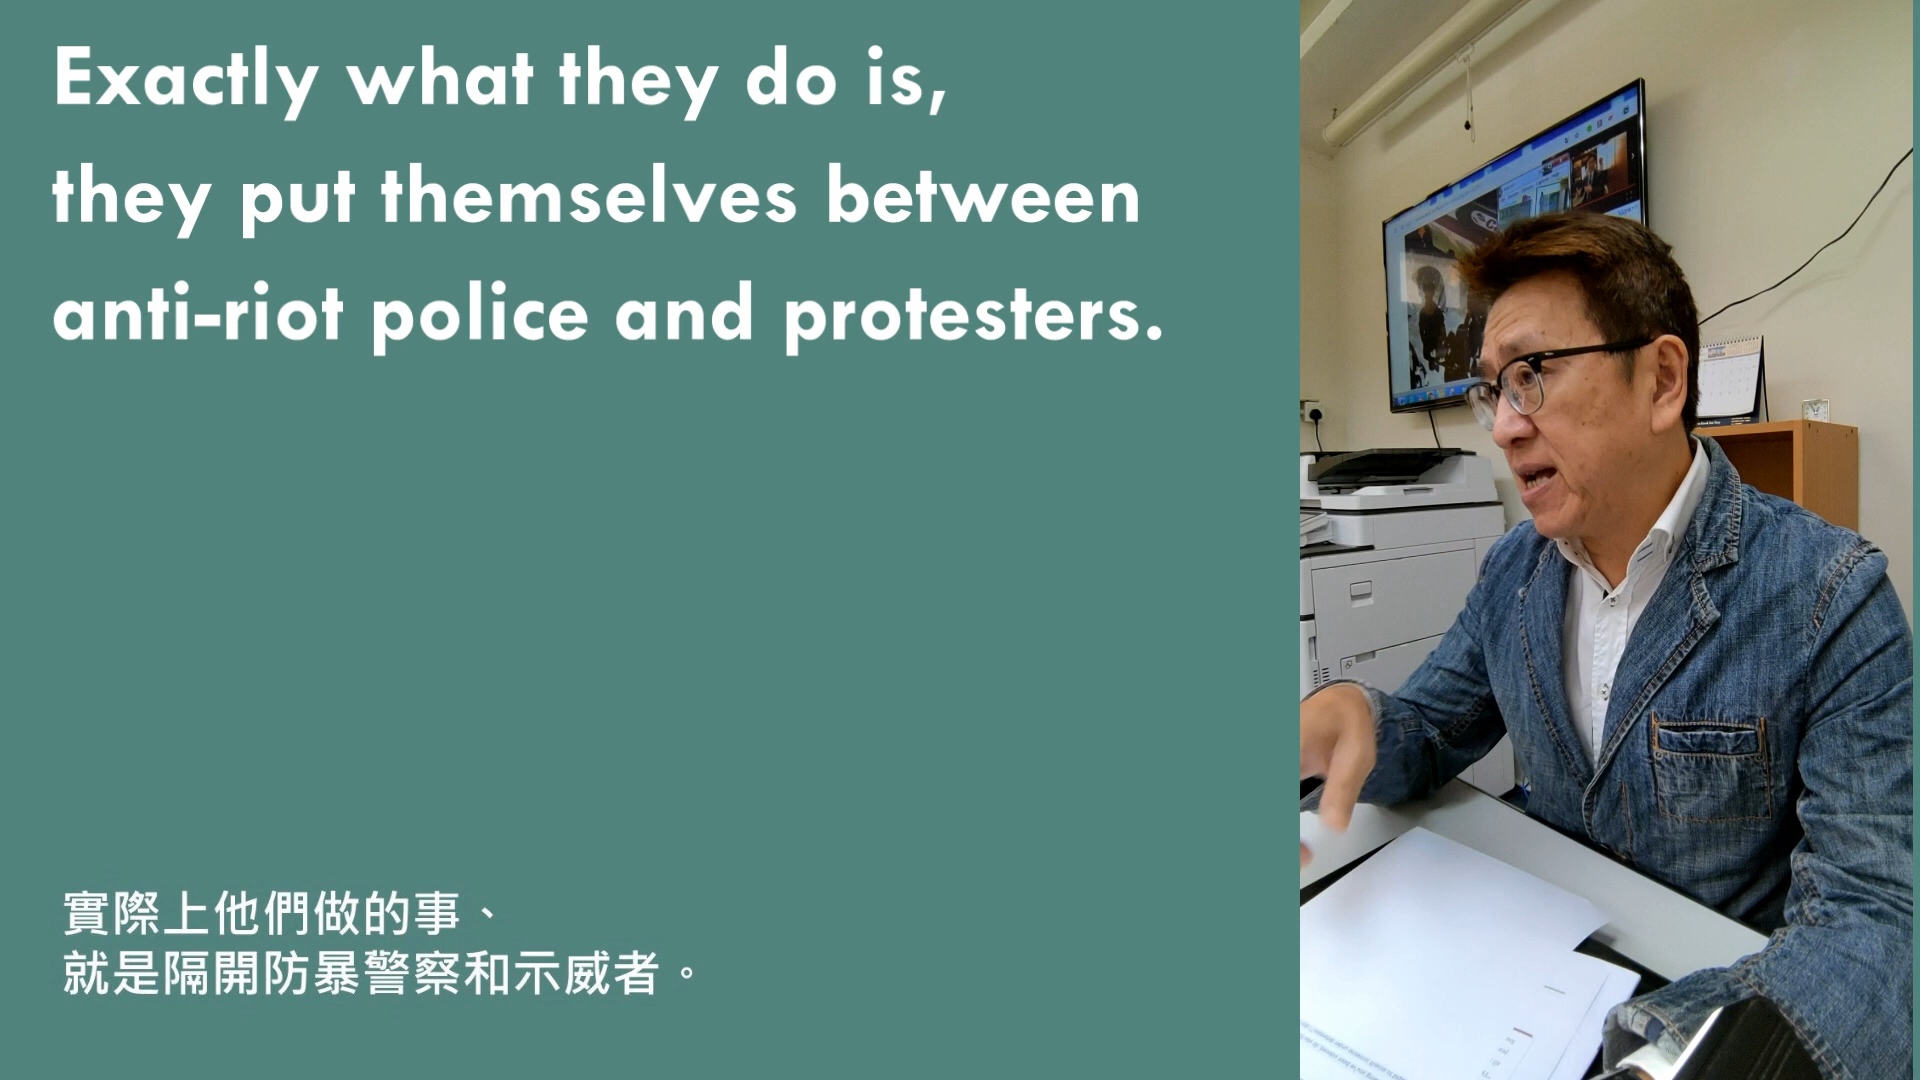 Exactly what they do is,
they put themselves between
anti-riot police and protesters.
實際上他們做的事、
就是隔開防暴警察和示威者。